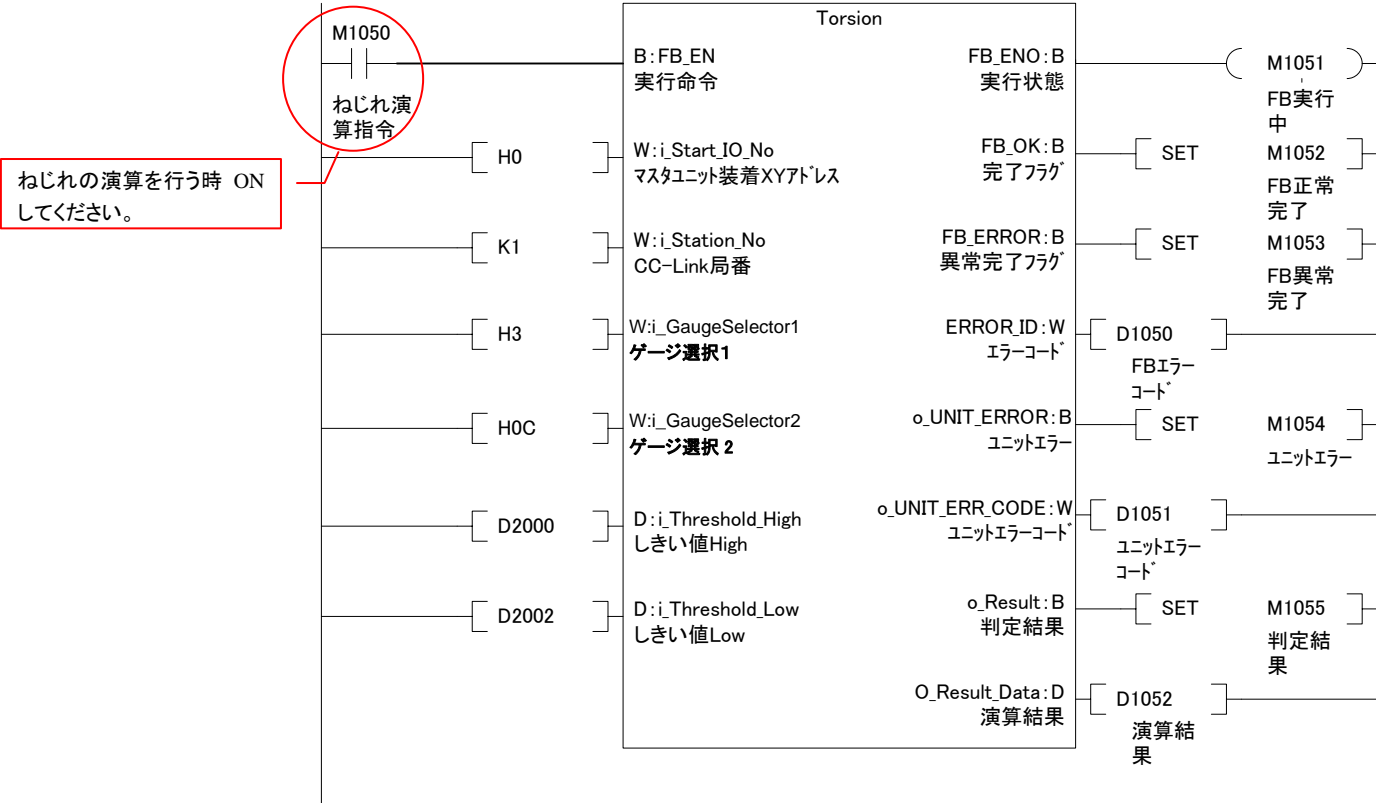 Torsion
M1050
ねじれ演
算指令
ねじれの演算を行う時 ON
してください。
B:FB_EN
実行命令
FB_ENO:B
実行状態
M1051
FB実行
中
H0
W:i_Start_IO_No
マスタユニット装着XYアドレス
FB_OK:B
完了フラグ
SET
M1052
FB正常
完了
K1
W:i_Station_No
CC-Link局番
FB_ERROR:B
異常完了フラグ
SET
M1053
FB異常
完了
H3
W:i_GaugeSelector1
ゲージ選択1
ERROR_ID:W
エラーコード
D1050
FBエラー
コード
H0C
W:i_GaugeSelector2
ゲージ選択 2
o_UNIT_ERROR:B
ユニットエラー
SET
M1054
ユニットエラー
D2000
D:i_Threshold_High
しきい値High
o_UNIT_ERR_CODE:W
ユニットエラーコード
D1051
ユニットエラー
コード
D2002
D:i_Threshold_Low
しきい値Low
o_Result:B
判定結果
SET
M1055
判定結
果
O_Result_Data:D
演算結果
D1052
演算結
果